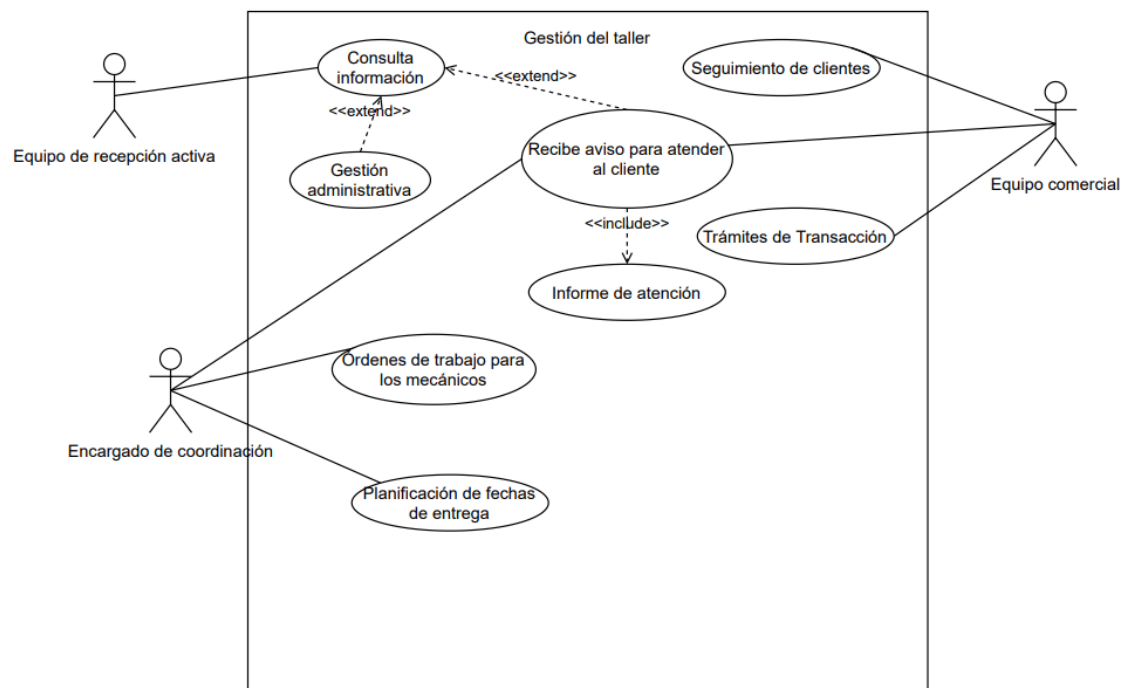 Gestión del taller
Consulta
información
<<extend>>
Seguimiento de clientes
<<extend>>
Equipo de recepción activa
Gestión
administrativa
Recibe aviso para atender
al cliente
Equipo comercial
<<include>>
Trámites de Transacción
Informe de atención
Órdenes de trabajo para
los mecánicos
Encargado de coordinación
Planificación de fechas
de entrega